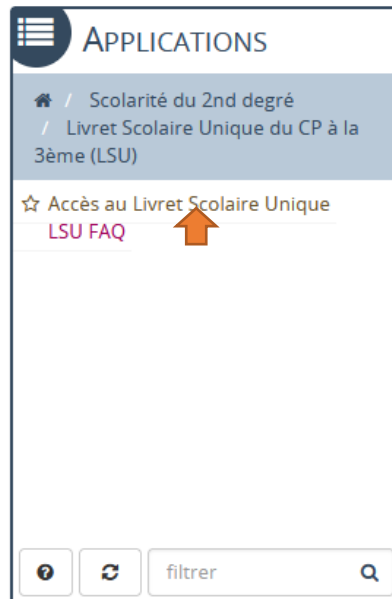 APPLICATIONS
/ Scolarité du 2nd degré
/ Livret Scolaire Unique du CP à la
3ème (LSU)
Accès au Livret Scolaire Unique
LSU FAQ
filtrer